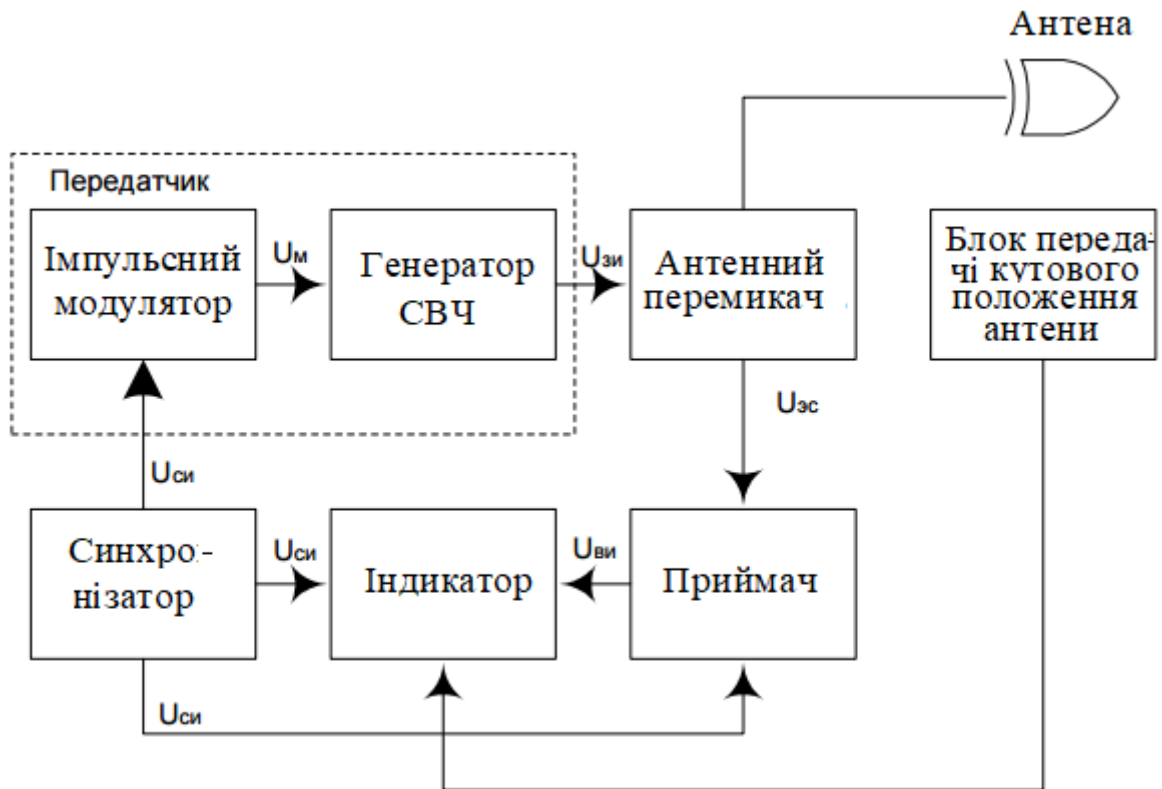 Антена
Передатчик
Імпульсний
модулятор
Uм
Генератор
СВЧ
Uзи
Антенний
перемикач
Блок переда-
чі кутового
положення
антени
Uэс
Uси
Синхро-
нізатор
Uси
Індикатор
Uви
Приймач
Uси